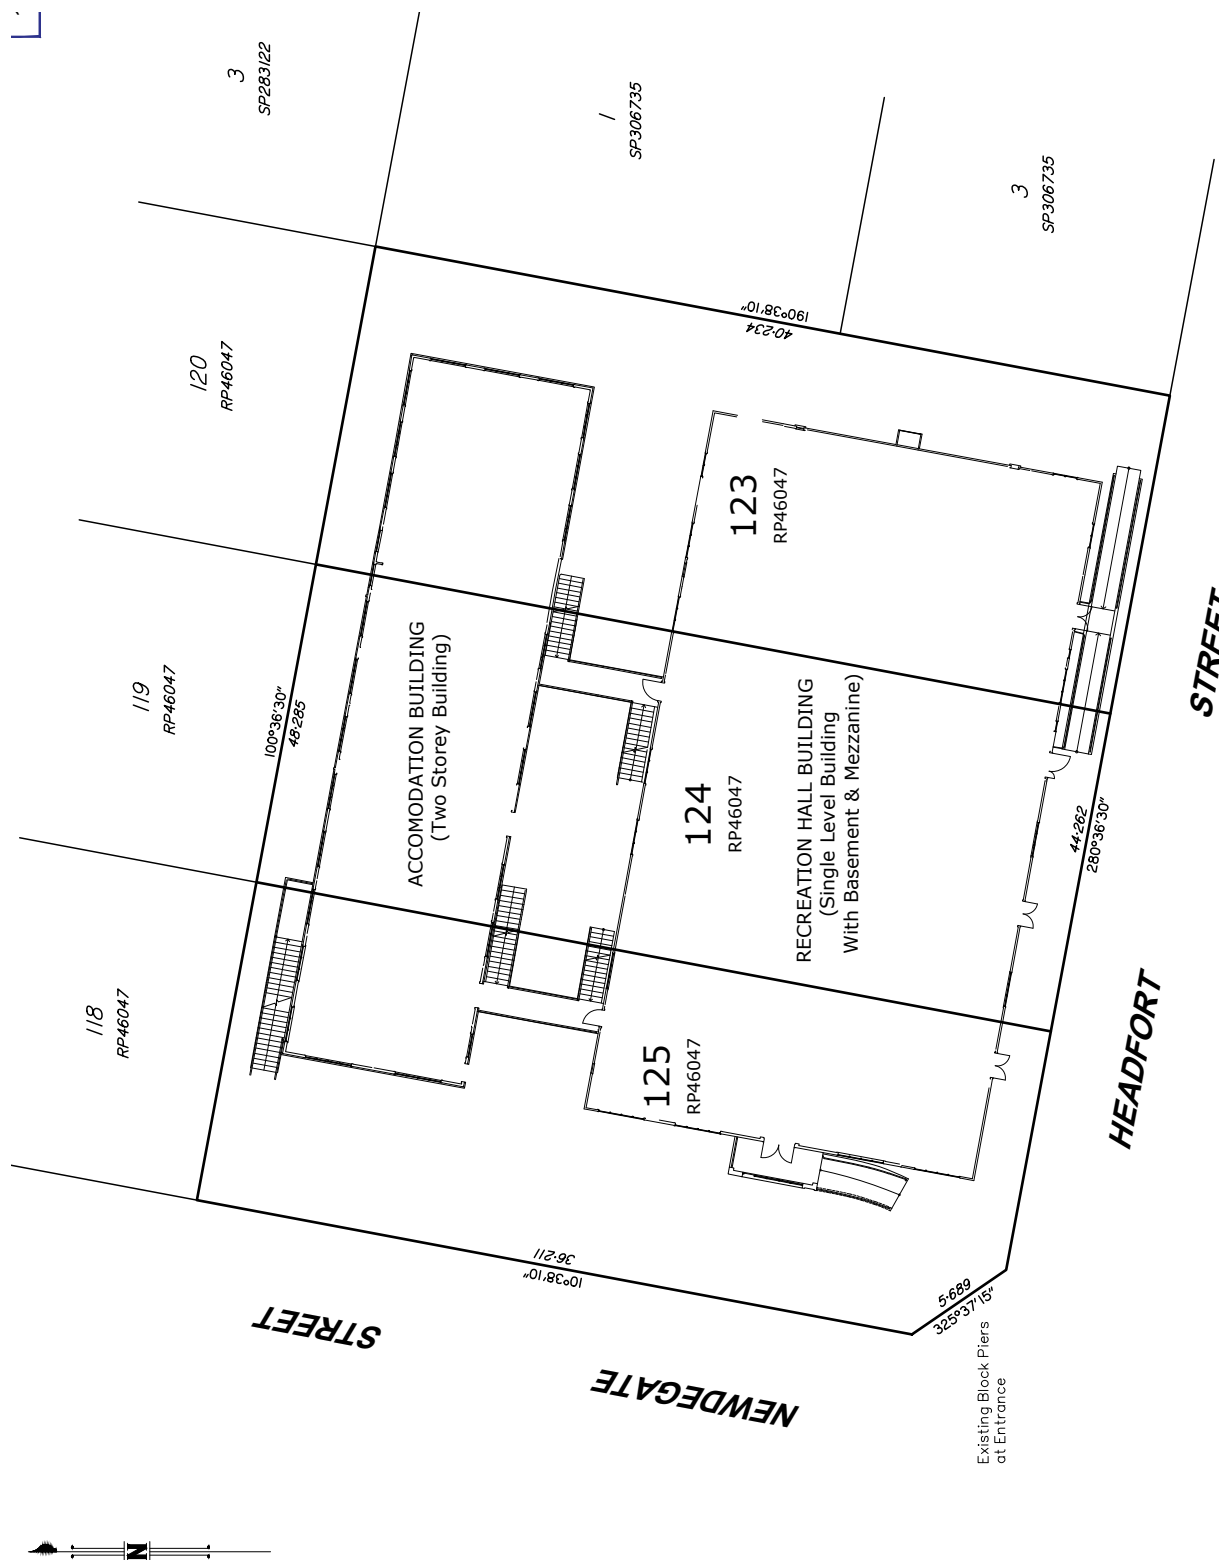 3
SP283122
1
SP306735
3
SP306735
120
RP46047
119
RP46047
118
RP46047
100°36'30"
48·285
190°38'10"
40·234
123
RP46047
ACCOMODATION BUILDING
(Two Storey Building)
124
RP46047
RECREATION HALL BUILDING
(Single Level Building
With Basement & Mezzanine)
125
RP46047
44·262
280°36'30"
36·211
10°38'10"
5·689
325°37'15"
Existing Block Piers
at Entrance
NEWDEGATE
STREET
HEADFORT
STREET
N